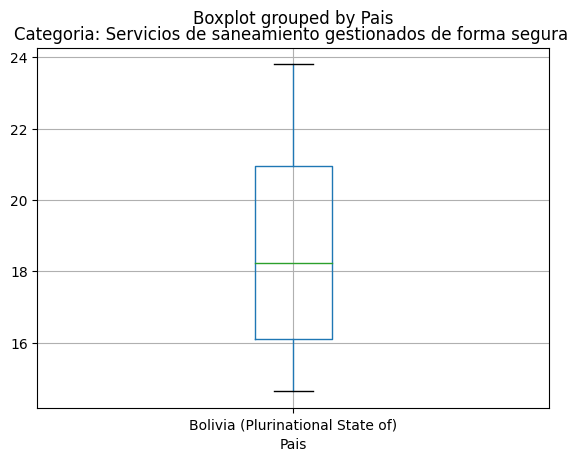 Boxplot grouped by Pais
Categoria: Servicios de saneamiento gestionados de forma segura
24
22
20
18
16
Bolivia (Plurinational State of)
Pais